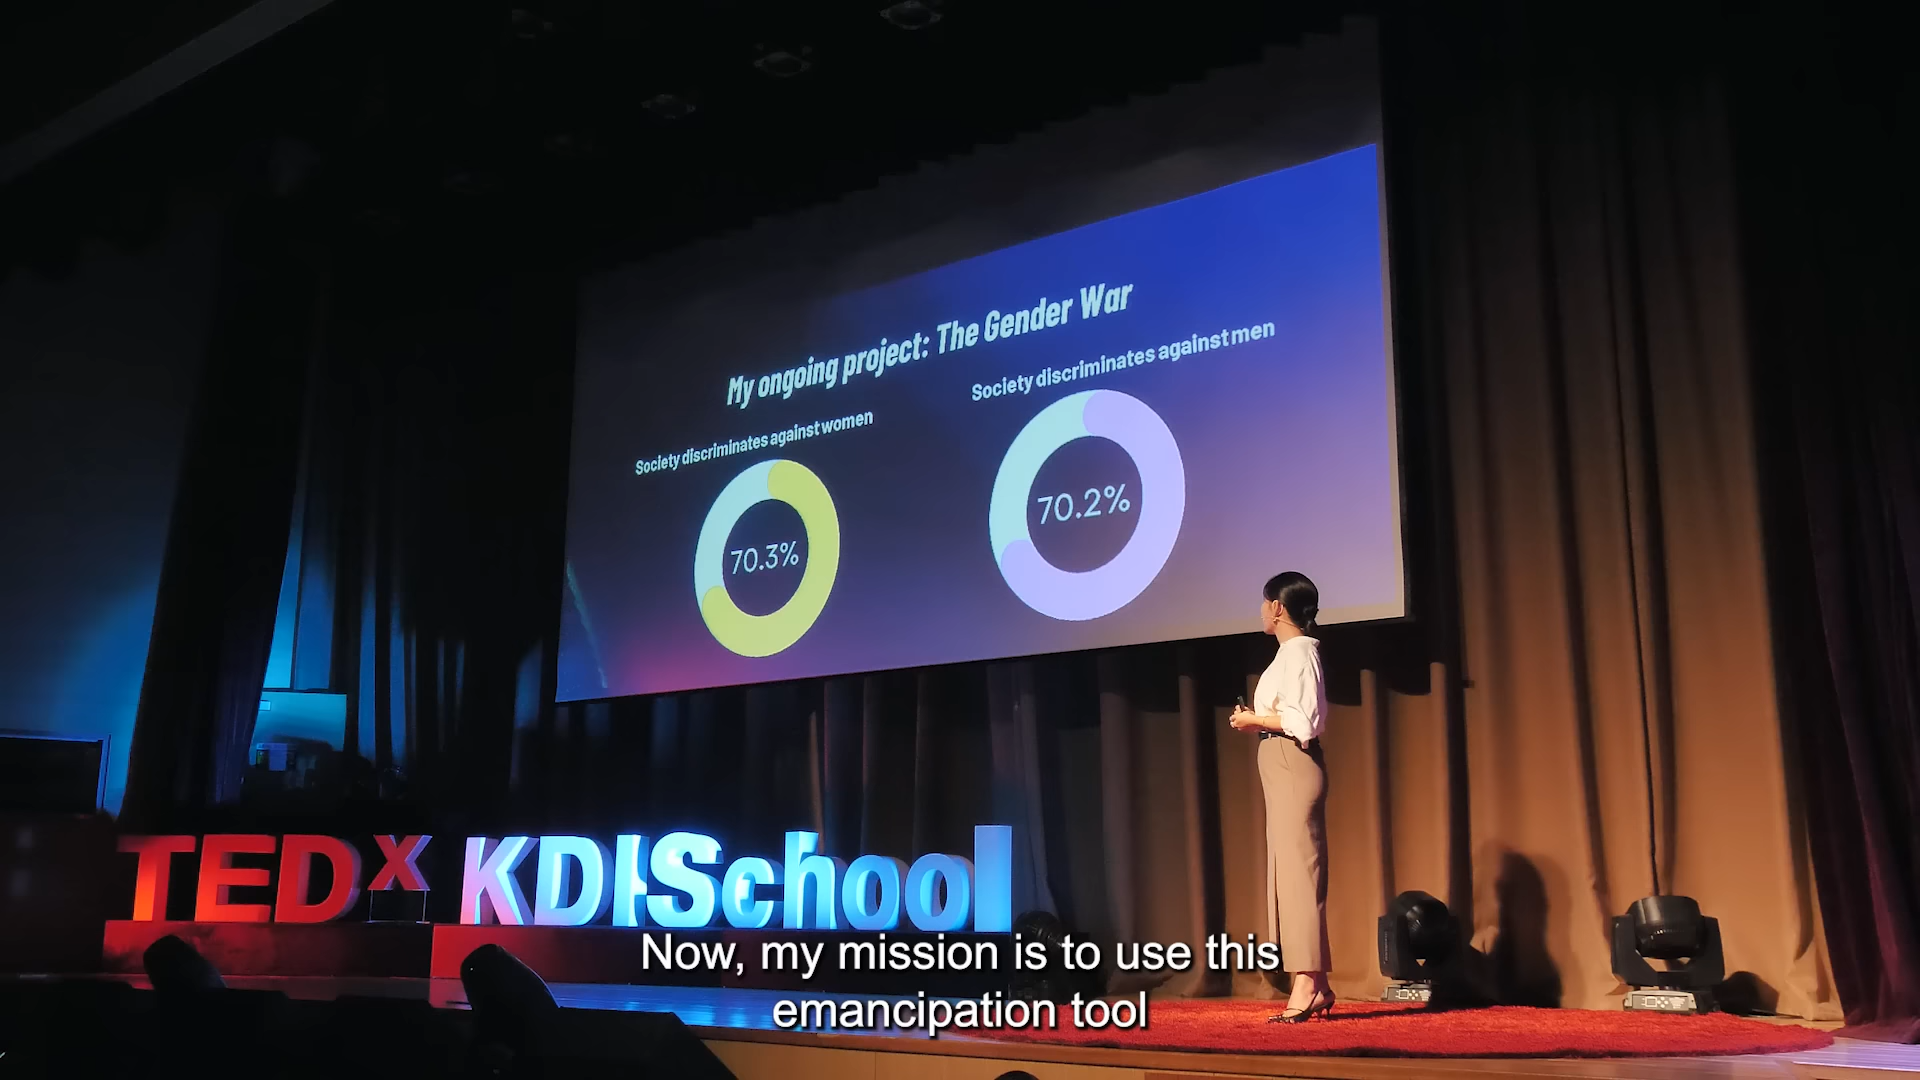 My ongoing project: The Gender War
Society discriminates against women
Society discriminates against men
70.3%
70.2%
TEDx KDISchool
Now, my mission is to use this
emancipation tool